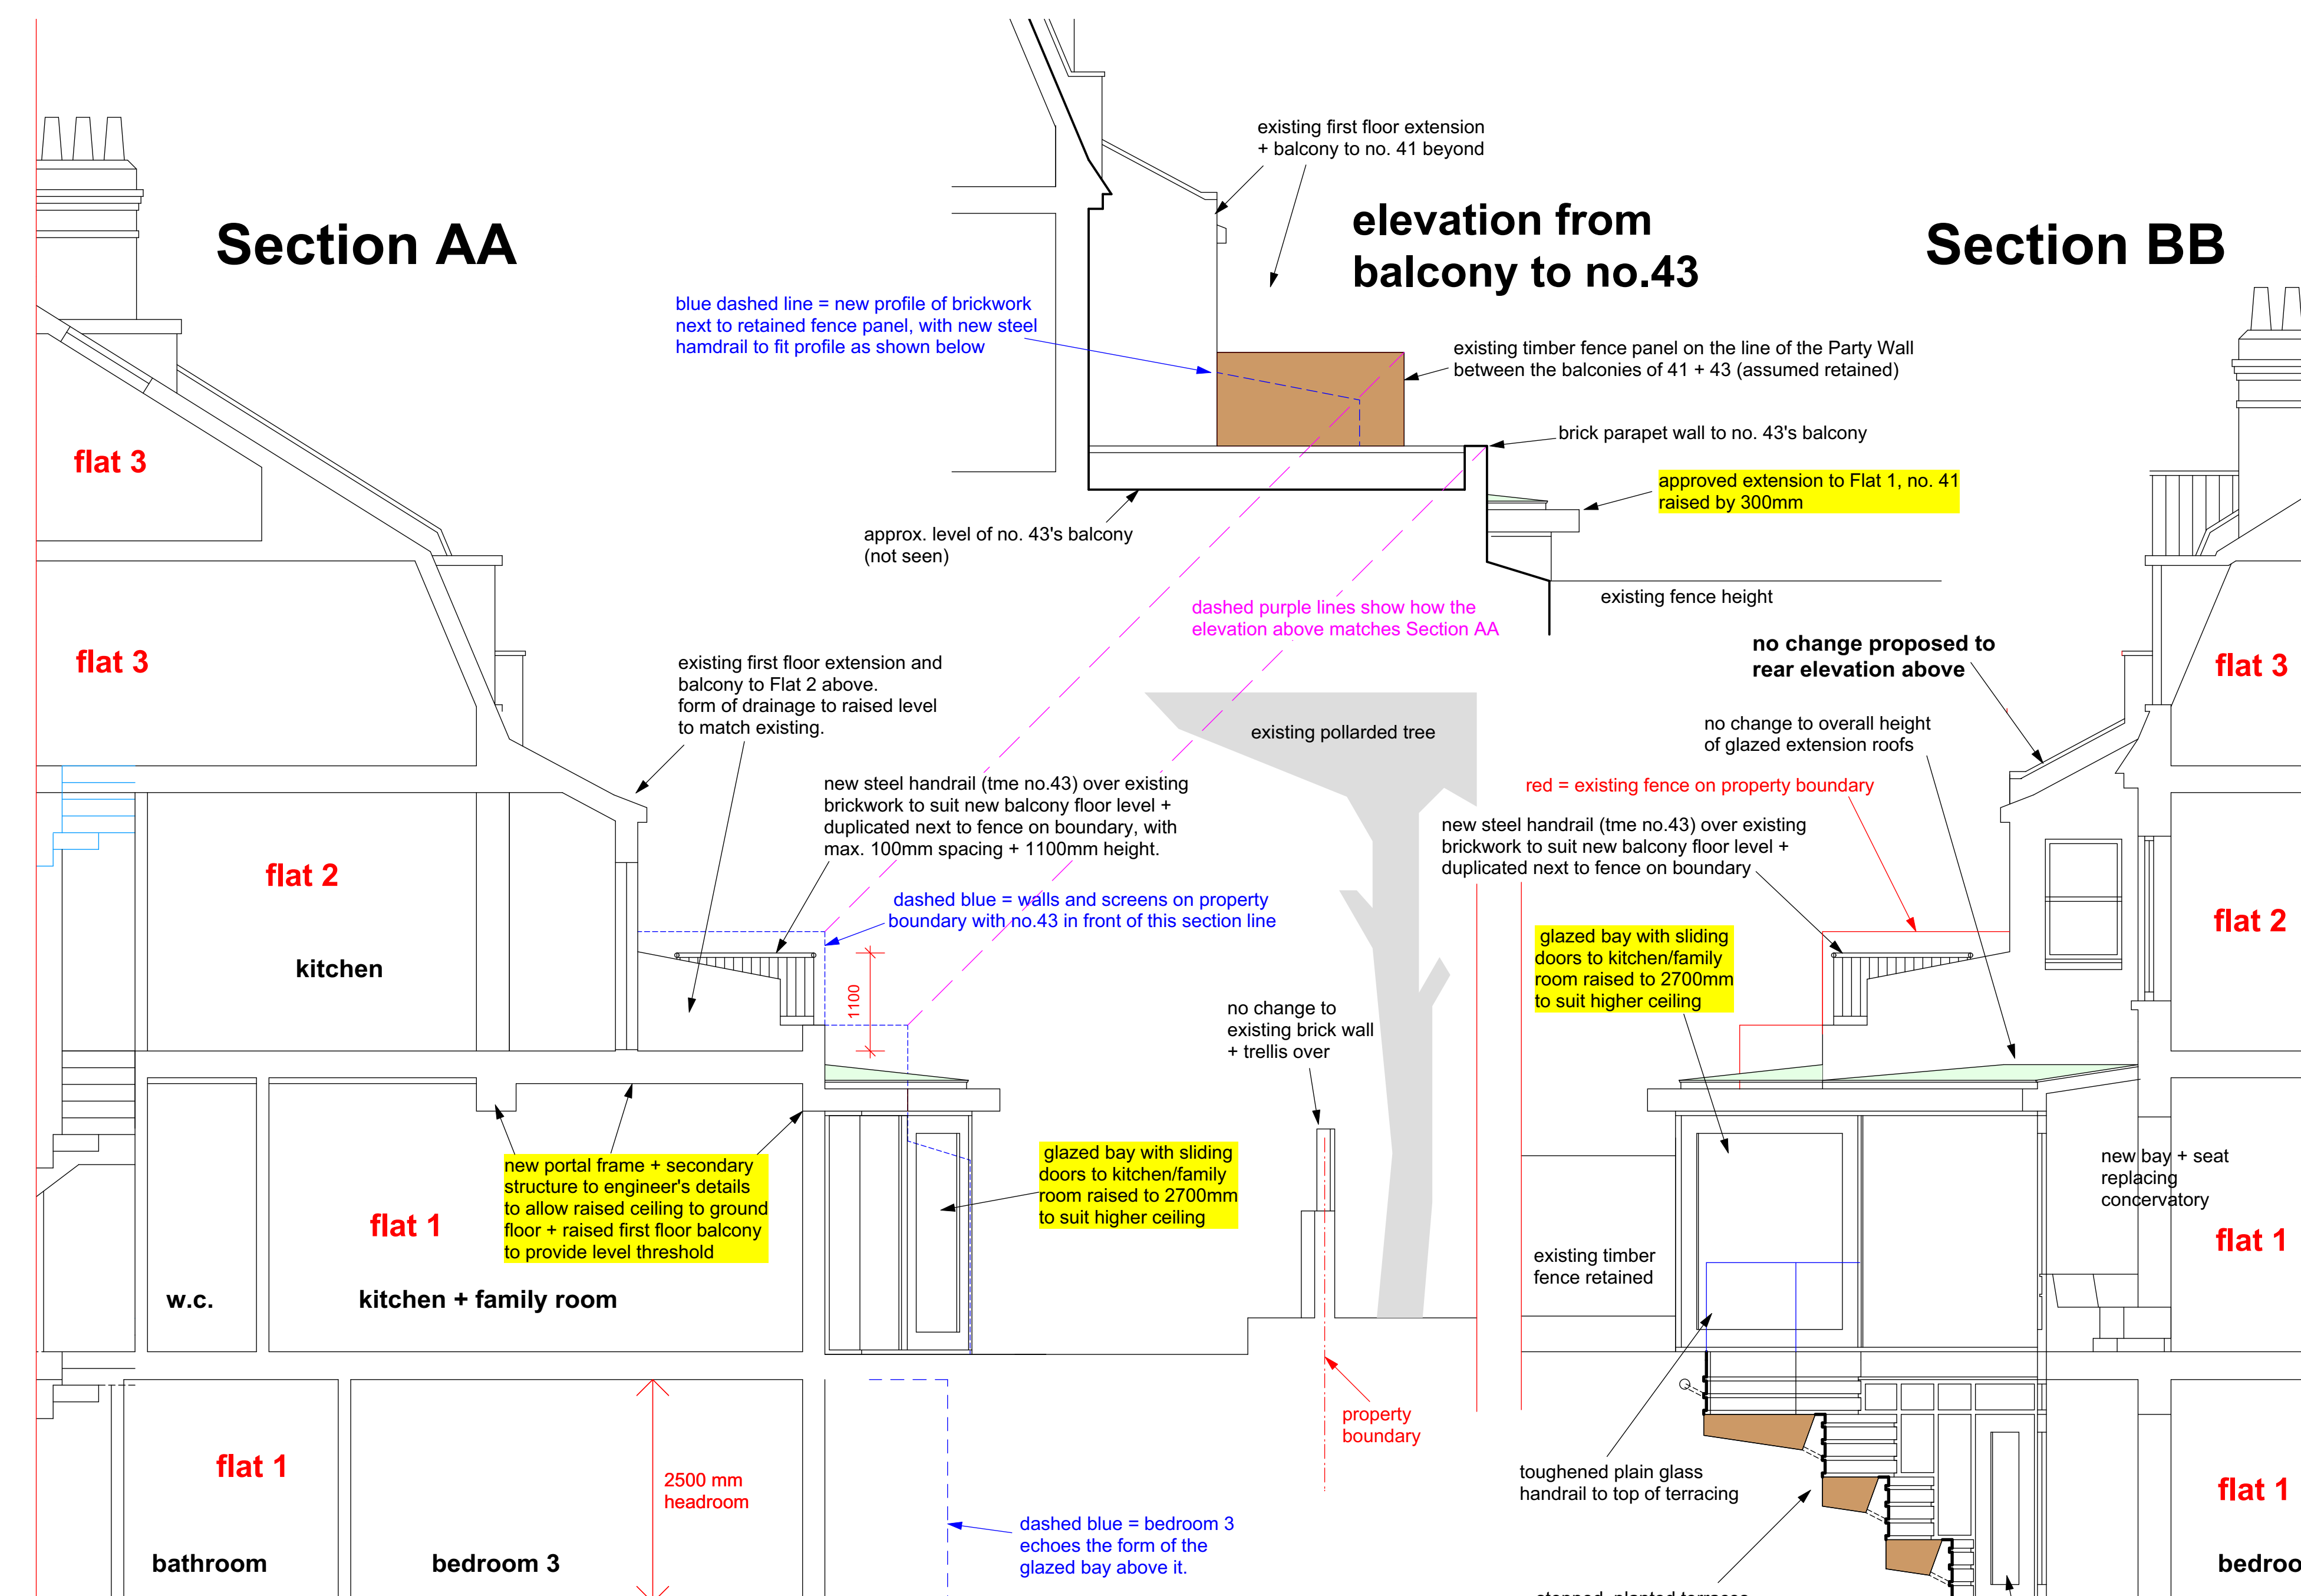 Section AA
existing first floor extension
+ balcony to no. 41 beyond
elevation from
balcony to no.43
Section BB
blue dashed line = new profile of brickwork
next to retained fence panel, with new steel
hamdrail to fit profile as shown below
existing timber fence panel on the line of the Party Wall
between the balconies of 41 + 43 (assumed retained)
brick parapet wall to no. 43's balcony
approved extension to Flat 1, no. 41
raised by 300mm
approx. level of no. 43's balcony
(not seen)
existing fence height
dashed purple lines show how the
elevation above matches Section AA
flat 3
flat 3
existing first floor extension and
balcony to Flat 2 above.
form of drainage to raised level
to match existing.
existing pollarded tree
no change proposed to
rear elevation above
flat 3
no change to overall height
of glazed extension roofs
new steel handrail (tme no.43) over existing
brickwork to suit new balcony floor level +
duplicated next to fence on boundary, with
max. 100mm spacing + 1100mm height.
red = existing fence on property boundary
new steel handrail (tme no.43) over existing
brickwork to suit new balcony floor level +
duplicated next to fence on boundary
flat 2
kitchen
dashed blue = walls and screens on property
boundary with no.43 in front of this section line
1100
glazed bay with sliding
doors to kitchen/family
room raised to 2700mm
to suit higher ceiling
flat 2
no change to
existing brick wall
+ trellis over
new portal frame + secondary
structure to engineer's details
to allow raised ceiling to ground
floor + raised first floor balcony
to provide level threshold
flat 1
w.c.
kitchen + family room
glazed bay with sliding
doors to kitchen/family
room raised to 2700mm
to suit higher ceiling
existing timber
fence retained
new bay + seat
replacing
concervatory
flat 1
property
boundary
flat 1
2500 mm
headroom
bathroom
bedroom 3
dashed blue = bedroom 3
echoes the form of the
glazed bay above it.
toughened plain glass
handrail to top of terracing
flat 1
bedroo
stepped, planted terraces